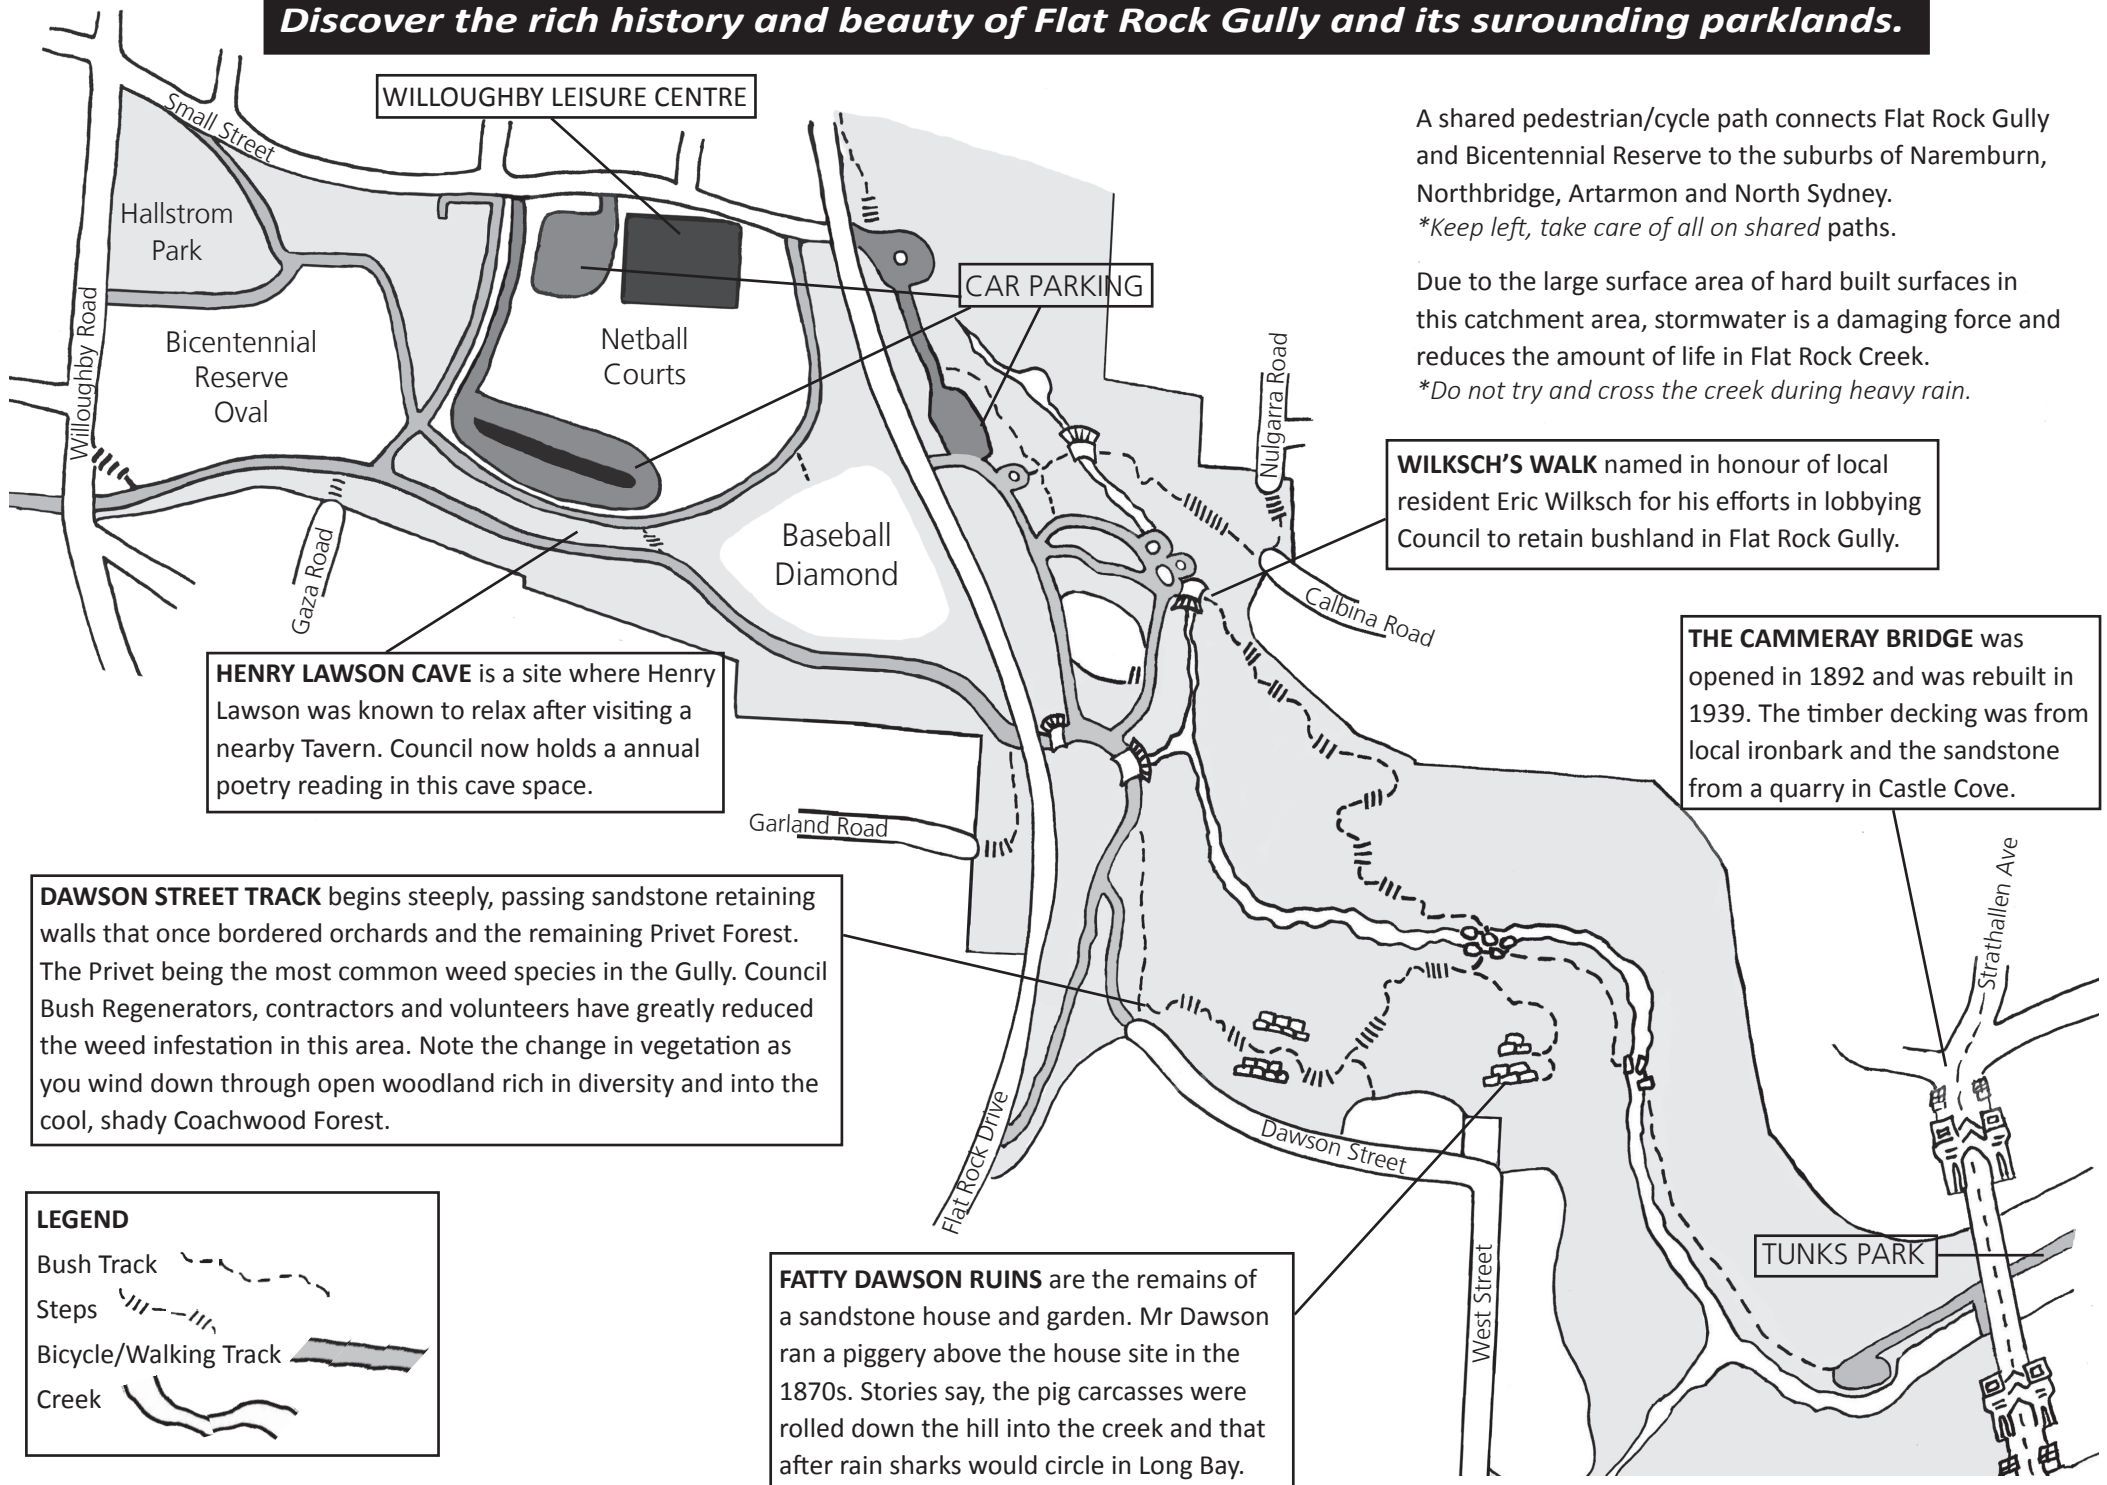 Discover the rich history and beauty of Flat Rock Gully and its surounding parklands.
WILLOUGHBY LEISURE CENTRE
Small Street
Hallstrom
Park
Willoughby Road
Bicentennial
Reserve
Oval
Netball
Courts
CAR PARKING
A shared pedestrian/cycle path connects Flat Rock Gully
and Bicentennial Reserve to the suburbs of Naremburn,
Northbridge, Artarmon and North Sydney.
*Keep left, take care of all on shared paths.
Due to the large surface area of hard built surfaces in
this catchment area, stormwater is a damaging force and
reduces the amount of life in Flat Rock Creek.
*Do not try and cross the creek during heavy rain.
Nulgarra Road
WILKSCH'S WALK named in honour of local
resident Eric Wilksch for his efforts in lobbying
Council to retain bushland in Flat Rock Gully.
Baseball
Diamond
Gaza Road
Calbina Road
HENRY LAWSON CAVE is a site where Henry
Lawson was known to relax after visiting a
nearby Tavern. Council now holds a annual
poetry reading in this cave space.
THE CAMMERAY BRIDGE was
opened in 1892 and was rebuilt in
1939. The timber decking was from
local ironbark and the sandstone
from a quarry in Castle Cove.
Garland Road
Strathallen Ave
DAWSON STREET TRACK begins steeply, passing sandstone retaining
walls that once bordered orchards and the remaining Privet Forest.
The Privet being the most common weed species in the Gully. Council
Bush Regenerators, contractors and volunteers have greatly reduced
the weed infestation in this area. Note the change in vegetation as
you wind down through open woodland rich in diversity and into the
cool, shady Coachwood Forest.
Flat Rock Drive
Dawson Street
West Street
TUNKS PARK
LEGEND
Bush Track
Steps
Bicycle/Walking Track
Creek
FATTY DAWSON RUINS are the remains of
a sandstone house and garden. Mr Dawson
ran a piggery above the house site in the
1870s. Stories say, the pig carcasses were
rolled down the hill into the creek and that
after rain sharks would circle in Long Bay.